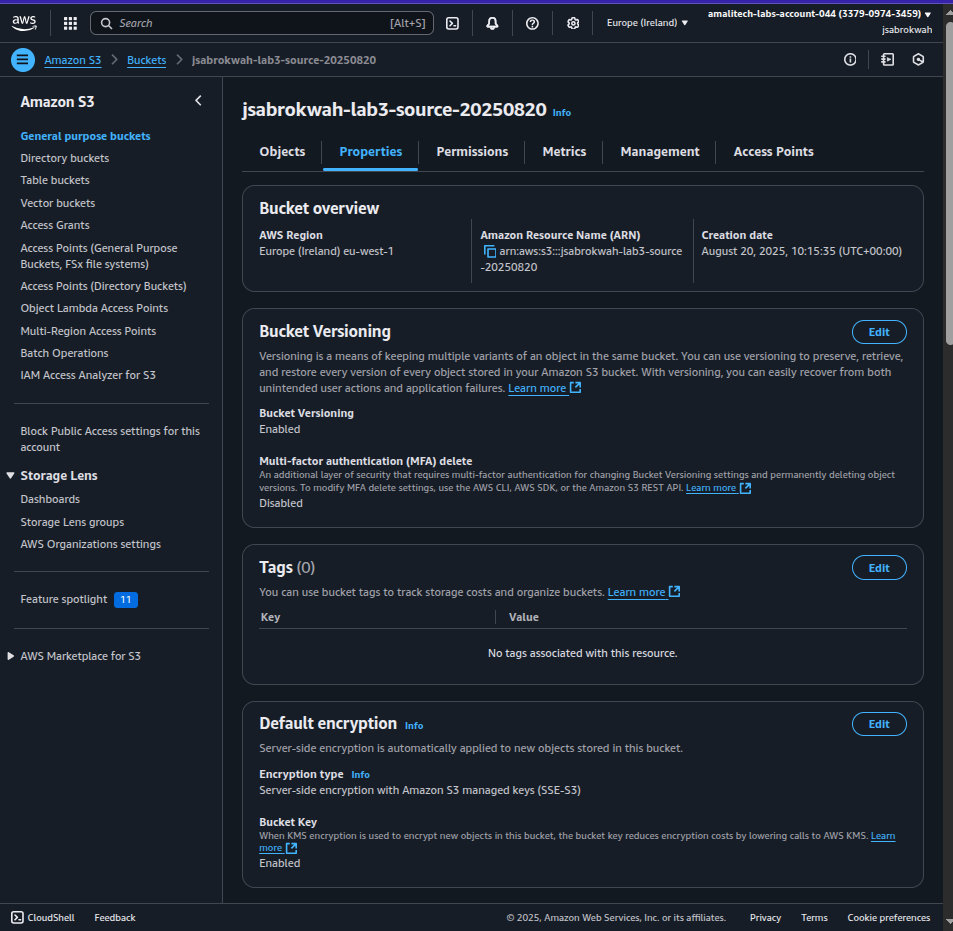 aws
Search
[Alt+S]
Europe (Ireland)
amalitech-labs-account-044 (3379-0974-3459)
jsabrokwah
Amazon S3
Buckets
jsabrokwah-lab3-source-20250820
Amazon S3
General purpose buckets
Directory buckets
Table buckets
Vector buckets
Access Grants
Access Points (General Purpose
Buckets, FSx file systems)
Access Points (Directory Buckets)
Object Lambda Access Points
Multi-Region Access Points
Batch Operations
IAM Access Analyzer for S3
Block Public Access settings for this
account
Storage Lens
Dashboards
Storage Lens groups
AWS Organizations settings
Feature spotlight 11
AWS Marketplace for S3
jsabrokwah-lab3-source-20250820 Info
Objects
Properties
Permissions
Metrics
Management
Access Points
Bucket overview
AWS Region
Europe (Ireland) eu-west-1
Amazon Resource Name (ARN)
arn:aws:s3:::jsabrokwah-lab3-source
-20250820
Creation date
August 20, 2025, 10:15:35 (UTC+00:00)
Bucket Versioning
Edit
Versioning is a means of keeping multiple variants of an object in the same bucket. You can use versioning to preserve, retrieve,
and restore every version of every object stored in your Amazon S3 bucket. With versioning, you can easily recover from both
unintended user actions and application failures. Learn more
Bucket Versioning
Enabled
Multi-factor authentication (MFA) delete
An additional layer of security that requires multi-factor authentication for changing Bucket Versioning settings and permanently deleting object
versions. To modify MFA delete settings, use the AWS CLI, AWS SDK, or the Amazon S3 REST API. Learn more
Disabled
Tags (0)
Edit
You can use bucket tags to track storage costs and organize buckets. Learn more
Key
Value
No tags associated with this resource.
Default encryption Info
Edit
Server-side encryption is automatically applied to new objects stored in this bucket.
Encryption type Info
Server-side encryption with Amazon S3 managed keys (SSE-S3)
Bucket Key
When KMS encryption is used to encrypt new objects in this bucket, the bucket key reduces encryption costs by lowering calls to AWS KMS. Learn
more
Enabled
CloudShell
Feedback
© 2025, Amazon Web Services, Inc. or its affiliates.
Privacy
Terms
Cookie preferences